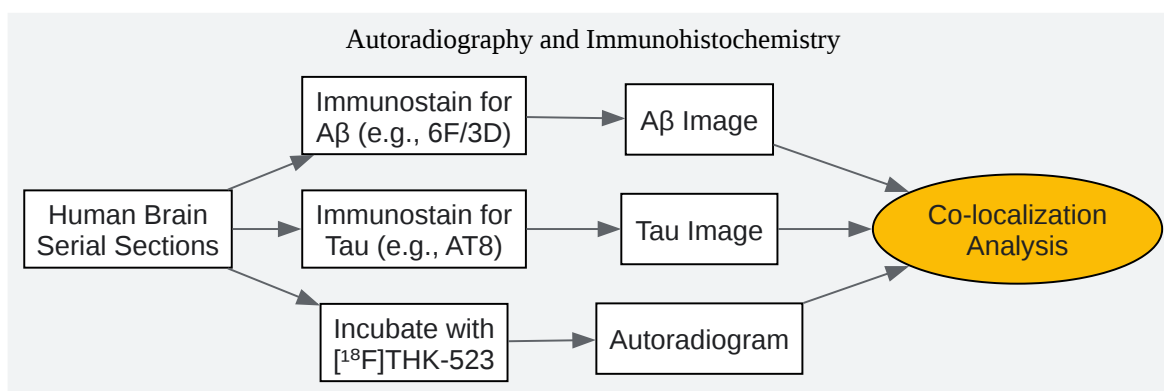 Autoradiography and Immunohistochemistry
Immunostain for
Aβ (e.g., 6F/3D)
Aβ Image
Human Brain
Serial Sections
Immunostain for
Tau (e.g., AT8)
Tau Image
Co-localization
Analysis
Incubate with
[¹⁸F]THK-523
Autoradiogram